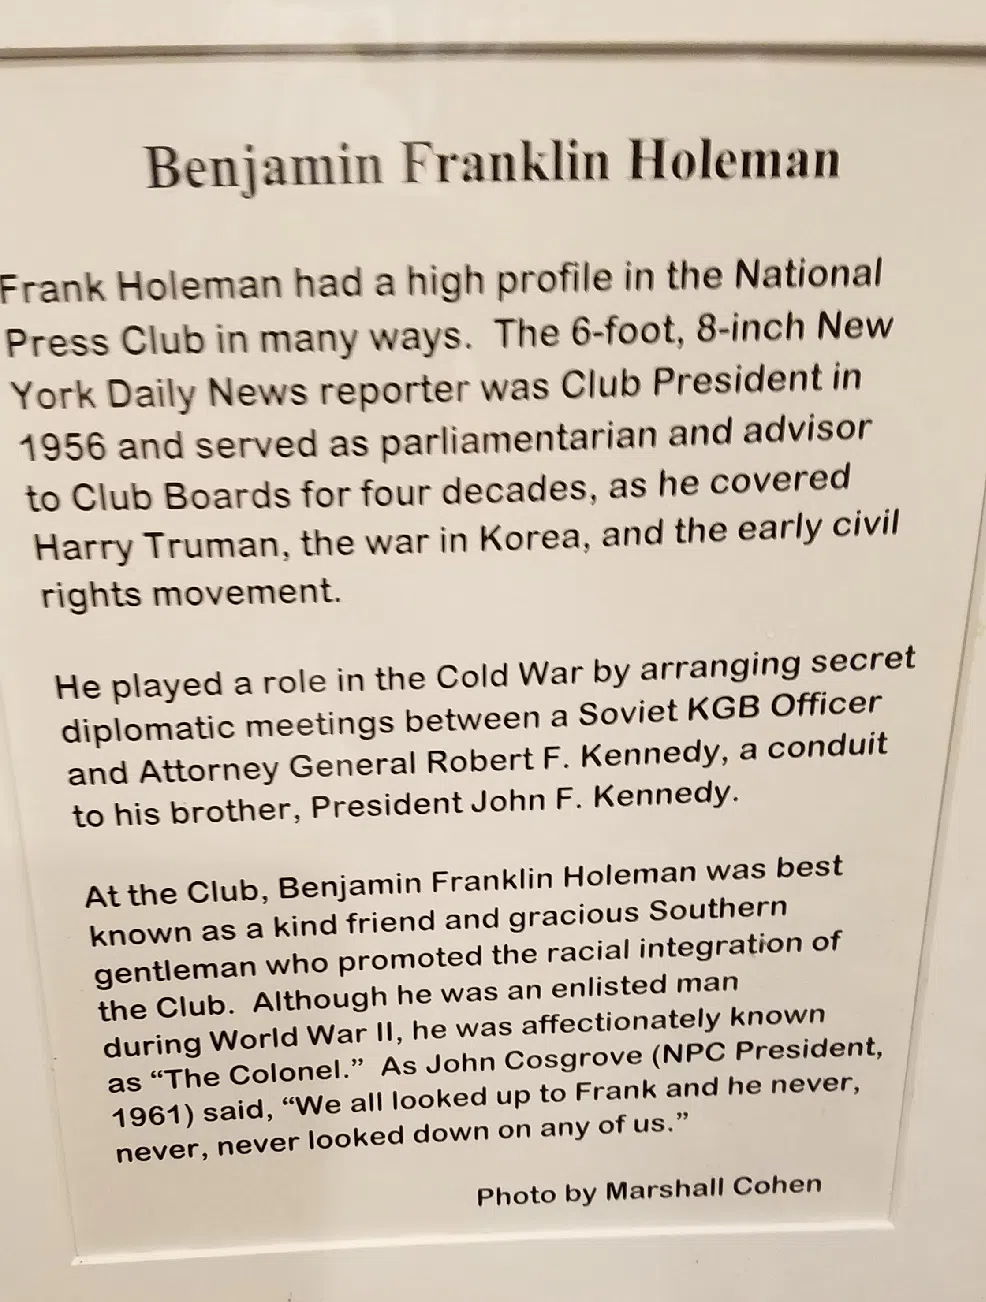 Benjamin Franklin Holeman
Frank Holeman had a high profile in the National
Press Club in many ways.  The 6-foot, 8-inch New
York Daily News reporter was Club President in
1956 and served as parliamentarian and advisor
to Club Boards for four decades, as he covered
Harry Truman, the war in Korea, and the early civil
rights movement.
He played a role in the Cold War by arranging secret
diplomatic meetings between a Soviet KGB Officer
and Attorney General Robert F. Kennedy, a conduit
to his brother, President John F. Kennedy.
At the Club, Benjamin Franklin Holeman was best
known as a kind friend and gracious Southern
gentleman who promoted the racial integration of
the Club.  Although he was an enlisted man
during World War II, he was affectionately known
as “The Colonel.”  As John Cosgrove (NPC President,
1961) said, “We all looked up to Frank and he never,
never, never looked down on any of us.”
Photo by Marshall Cohen